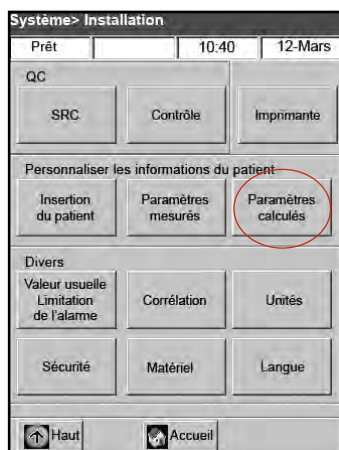 Système> Installation
Prêt 10:40 12-Mars
QC
SRC Contrôle Imprimante
Personnaliser les informations du patient
Insertion du patient Paramètres mesurés Paramètres calculés
Divers
Valeur usuelle Limitation de l'alarme Corrélation Unités
Sécurité Matériel Langue
Haut Accueil